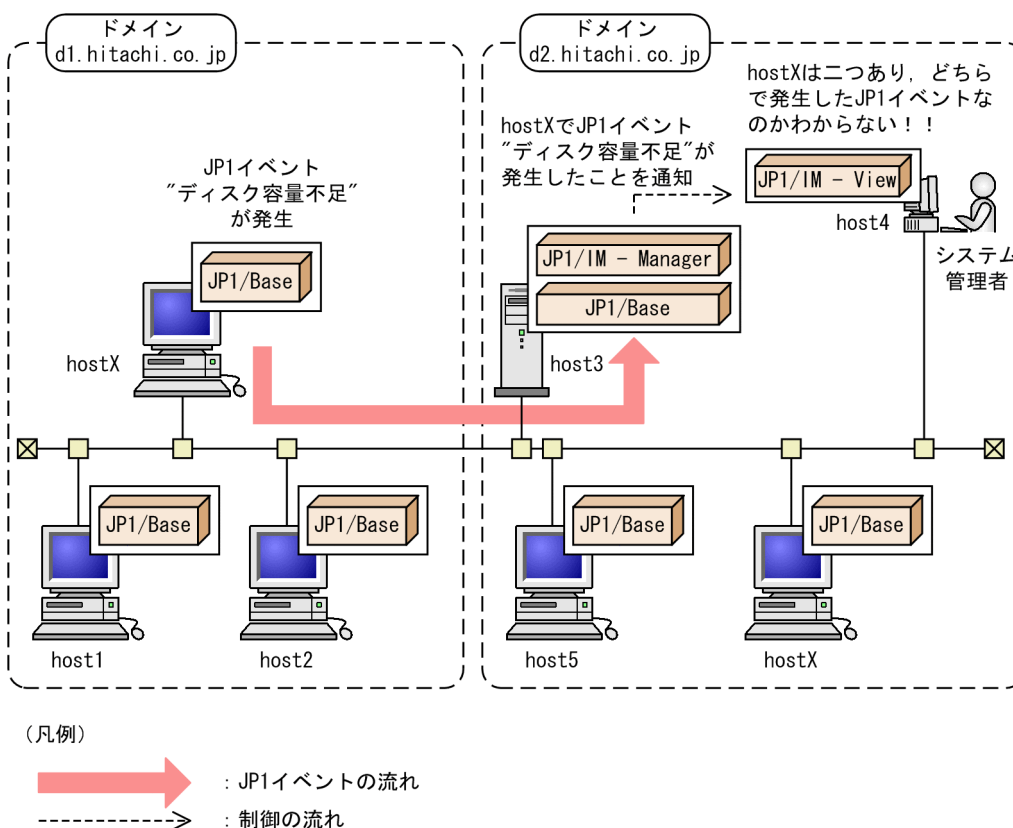 ドメイン
d1.hitachi.co.jp
ドメイン
d2.hitachi.co.jp
hostXは二つあり，どちら
で発生したJP1イベントな
のかわからない！！
hostXでJP1イベント
"ディスク容量不足"が
発生したことを通知
JP1/IM - View
host4
システム
管理者
JP1イベント
"ディスク容量不足"
が発生
JP1/Base
hostX
JP1/IM - Manager
JP1/Base
host3
JP1/Base
host1
JP1/Base
host2
JP1/Base
host5
JP1/Base
hostX
（凡例）
：JP1イベントの流れ
：制御の流れ